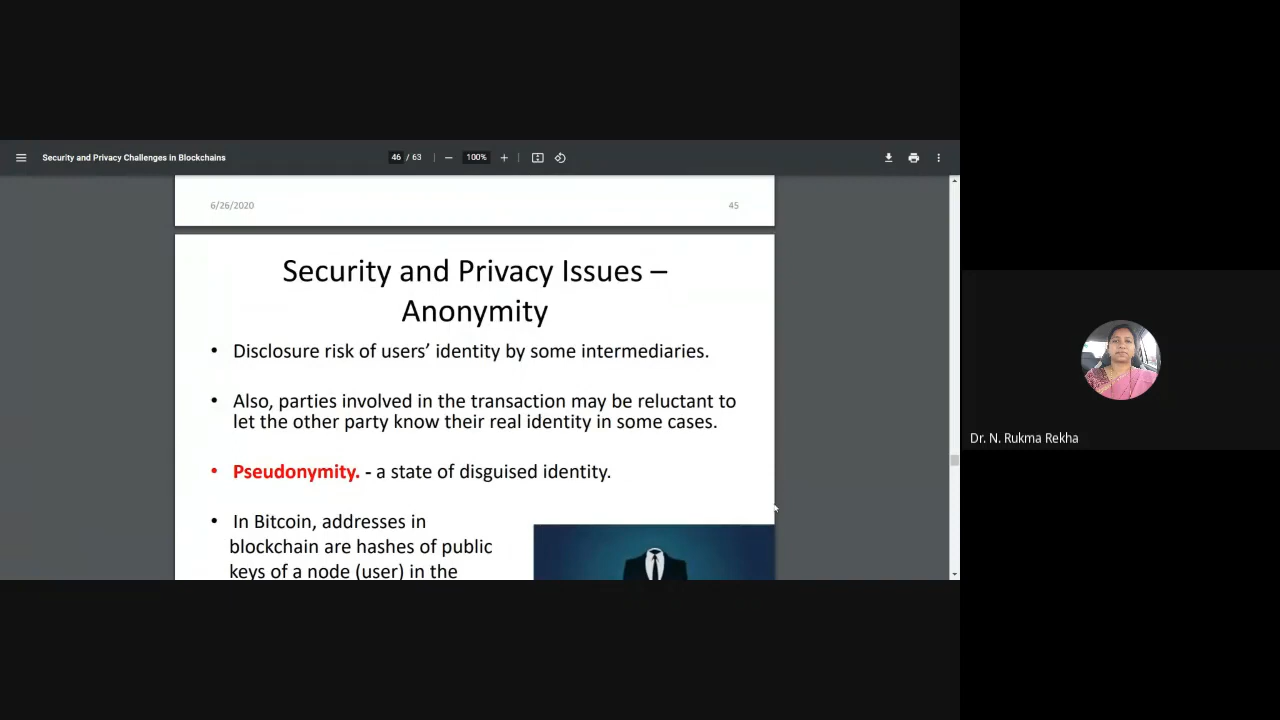 Security and Privacy Challenges in Blockchains
46 / 63
100%
6/26/2020
45
Security and Privacy Issues –
Anonymity
• Disclosure risk of users’ identity by some intermediaries.
• Also, parties involved in the transaction may be reluctant to
let the other party know their real identity in some cases.
• Pseudonymity. - a state of disguised identity.
• In Bitcoin, addresses in
blockchain are hashes of public
keys of a node (user) in the
Dr. N. Rukma Rekha